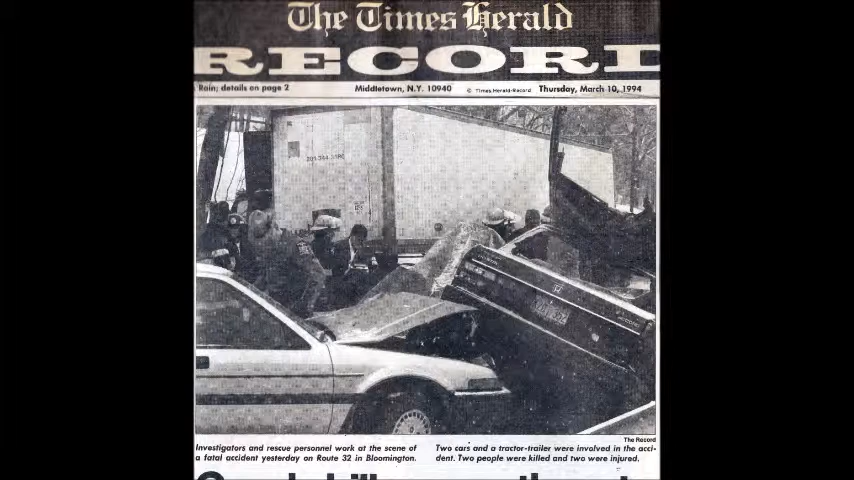 The Times Herald
RECORD
Rain; details on page 2
Middletown, N.Y. 10940
© Times Herald-Record
Thursday, March 10, 1994
The Record
Investigators and rescue personnel work at the scene of
a fatal accident yesterday on Route 32 in Bloomington.
Two cars and a tractor-trailer were involved in the acci-
dent. Two people were killed and two were injured.